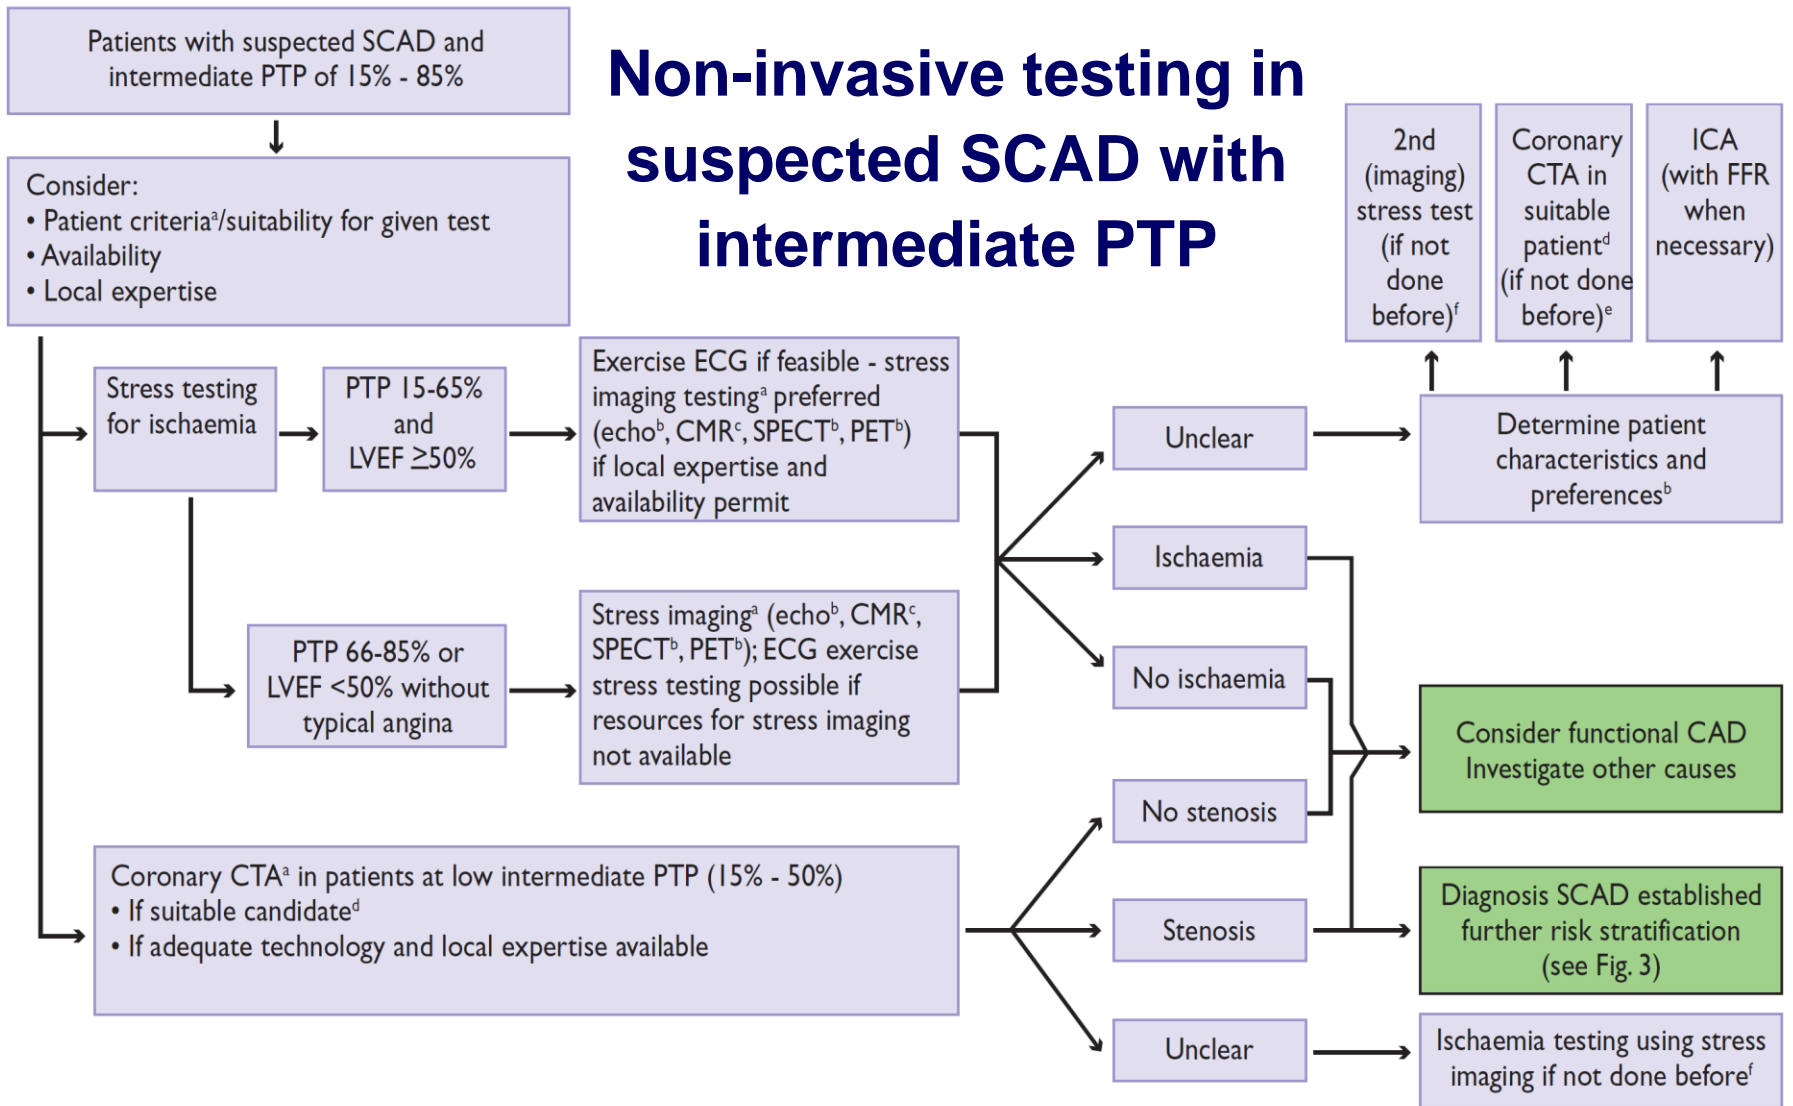 Patients with suspected SCAD and
intermediate PTP of 15% - 85%
Non-invasive testing in
suspected SCAD with
intermediate PTP
Consider:
• Patient criteriaᵃ/suitability for given test
• Availability
• Local expertise
2nd
(imaging)
stress test
(if not
done
before)ᶠ
Coronary
CTA in
suitable
patientᵈ
(if not done
before)ᵉ
ICA
(with FFR
when
necessary)
Stress testing
for ischaemia
PTP 15-65%
and
LVEF ≥50%
Exercise ECG if feasible - stress
imaging testingᵃ preferred
(echoᵇ, CMRᶜ, SPECTᵇ, PETᵇ)
if local expertise and
availability permit
Unclear
Determine patient
characteristics and
preferencesᵇ
Ischaemia
PTP 66-85% or
LVEF <50% without
typical angina
Stress imagingᵃ (echoᵇ, CMRᶜ,
SPECTᵇ, PETᵇ); ECG exercise
stress testing possible if
resources for stress imaging
not available
No ischaemia
Consider functional CAD
Investigate other causes
No stenosis
Coronary CTAᵃ in patients at low intermediate PTP (15% - 50%)
• If suitable candidateᵈ
• If adequate technology and local expertise available
Stenosis
Diagnosis SCAD established
further risk stratification
(see Fig. 3)
Unclear
Ischaemia testing using stress
imaging if not done beforeᶠ